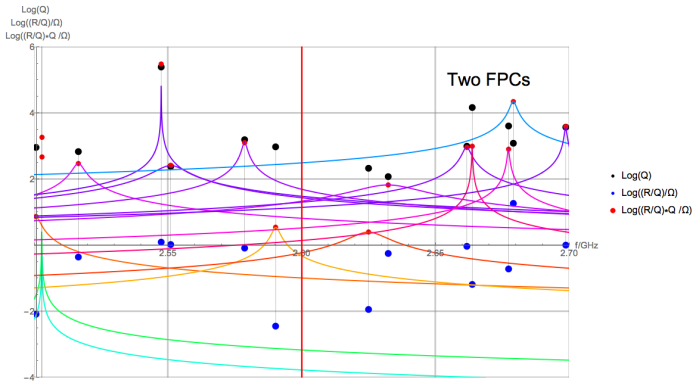 Log(Q)
Log((R/Q)/Ω)
Log((R/Q)*Q /Ω)
6
Two FPCs
4
Log(Q)
2
Log((R/Q)/Ω)
Log((R/Q)*Q /Ω)
f/GHz
2.55 2.60 2.65 2.70
-2
-4